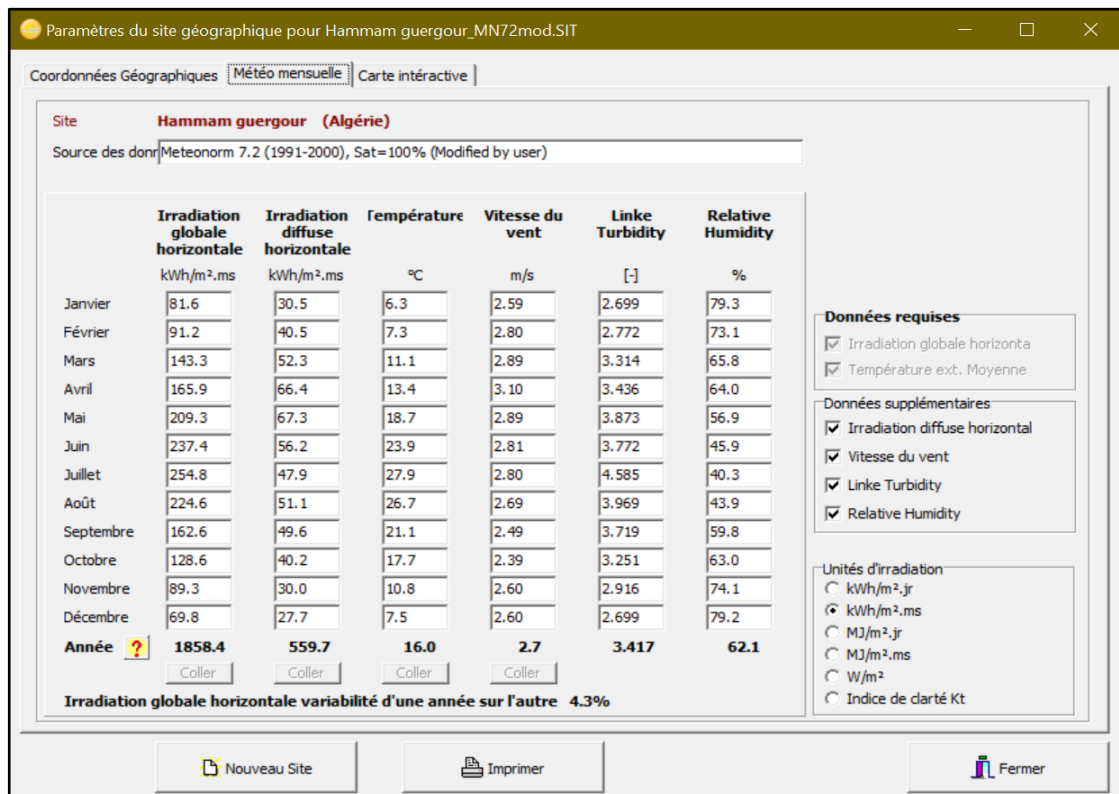 Paramètres du site géographique pour Hammam guergour_MN72mod.SIT
Coordonnées Géographiques Météo mensuelle Carte intéractive
Site Hammam guergour (Algérie)
Source des donr Meteonorm 7.2 (1991-2000), Sat=100% (Modified by user)
Irradiation globale horizontale Irradiation diffuse horizontale Température Vitesse du vent Linke Turbidity Relative Humidity
kWh/m².ms kWh/m².ms °C m/s [-] %
Janvier 81.6 30.5 6.3 2.59 2.699 79.3
Février 91.2 40.5 7.3 2.80 2.772 73.1
Mars 143.3 52.3 11.1 2.89 3.314 65.8
Avril 165.9 66.4 13.4 3.10 3.436 64.0
Mai 209.3 67.3 18.7 2.89 3.873 56.9
Juin 237.4 56.2 23.9 2.81 3.772 45.9
Juillet 254.8 47.9 27.9 2.80 4.585 40.3
Août 224.6 51.1 26.7 2.69 3.969 43.9
Septembre 162.6 49.6 21.1 2.49 3.719 59.8
Octobre 128.6 40.2 17.7 2.39 3.251 63.0
Novembre 89.3 30.0 10.8 2.60 2.916 74.1
Décembre 69.8 27.7 7.5 2.60 2.699 79.2
Année ? 1858.4 559.7 16.0 2.7 3.417 62.1
Coller Coller Coller Coller
Irradiation globale horizontale variabilité d'une année sur l'autre 4.3%
Données requises
Irradiation globale horizonta
Température ext. Moyenne
Données supplémentaires
Irradiation diffuse horizontal
Vitesse du vent
Linke Turbidity
Relative Humidity
Unités d'irradiation
kWh/m².jr
kWh/m².ms
MJ/m².jr
MJ/m².ms
W/m²
Indice de clarté Kt
Nouveau Site Imprimer Fermer